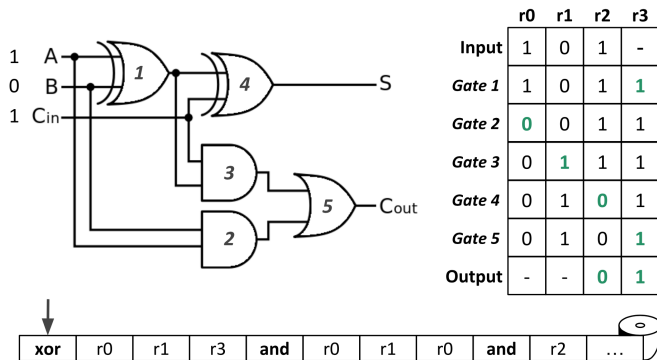 r0 r1 r2 r3
Input 1 0 1 -
Gate 1 1 0 1 1
Gate 2 0 0 1 1
Gate 3 0 1 1 1
Gate 4 0 1 0 1
Gate 5 0 1 0 1
Output - - 0 1
1 A
0 B
1 Cin
1
4
S
3
5
Cout
2
xor r0 r1 r3 and r0 r1 r0 and r2 ...